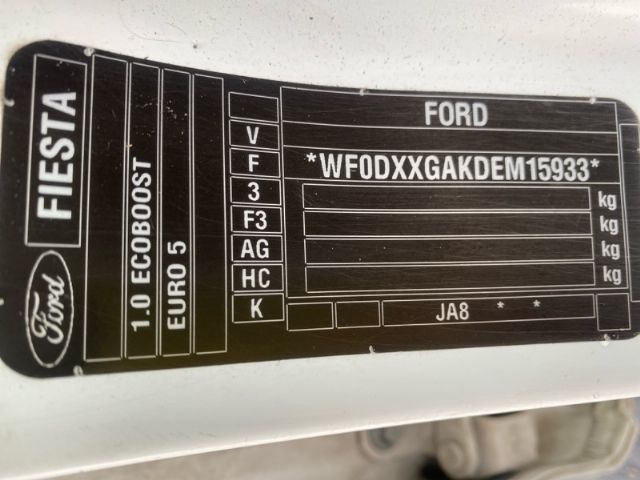 FORD
V
F
*WF0DXXGAKDEM15933*
3
kg
F3
kg
AG
kg
HC
kg
K
JA8 * *
FIESTA
Ford
1.0 ECOBOOST
EURO 5